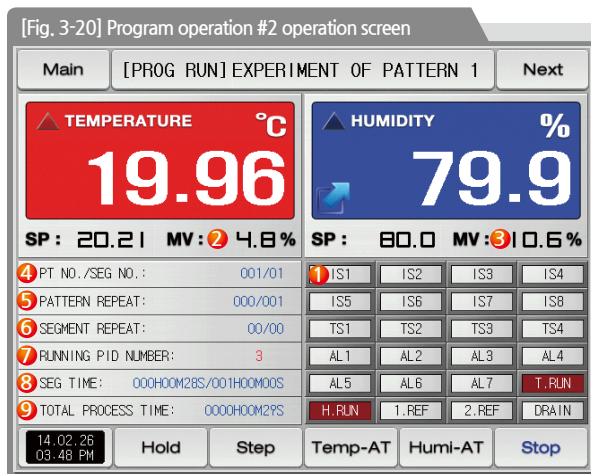 [Fig. 3-20] Program operation #2 operation screen
Main [PROG RUN] EXPERIMENT OF PATTERN 1 Next
TEMPERATURE °C
19.96
SP : 20.21 MV : 2 4.8 %
HUMIDITY %
79.9
SP : 80.0 MV : 3 10.6 %
4 PT NO./SEG NO.: 001/01
5 PATTERN REPEAT: 000/001
6 SEGMENT REPEAT: 00/00
7 RUNNING PID NUMBER: 3
8 SEG TIME: 000H00M28S/001H00M00S
9 TOTAL PROCESS TIME: 0000H00M29S
1 IS1 IS2 IS3 IS4
IS5 IS6 IS7 IS8
TS1 TS2 TS3 TS4
AL1 AL2 AL3 AL4
AL5 AL6 AL7 T.RUN
H.RUN 1.REF 2.REF DRAIN
14.02.26
03:48 PM
Hold Step Temp-AT Humi-AT Stop